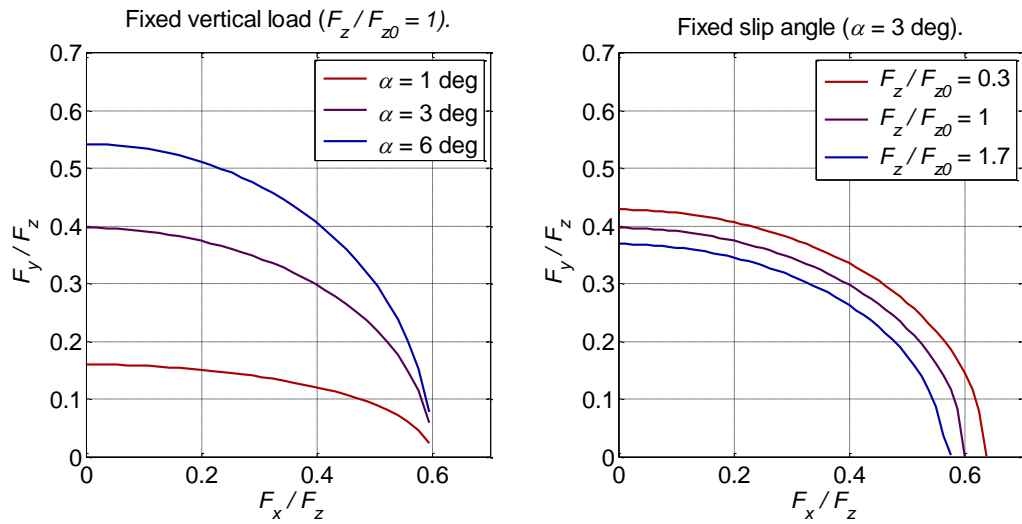 Fixed vertical load (F_z / F_z0 = 1).
0.7
0.6
0.5
0.4
0.3
0.2
0.1
0
0
0.2
0.4
0.6
F_y / F_z
F_x / F_z
α = 1 deg
α = 3 deg
α = 6 deg
Fixed slip angle (α = 3 deg).
0.7
0.6
0.5
0.4
0.3
0.2
0.1
0
0
0.2
0.4
0.6
F_y / F_z
F_x / F_z
F_z / F_z0 = 0.3
F_z / F_z0 = 1
F_z / F_z0 = 1.7